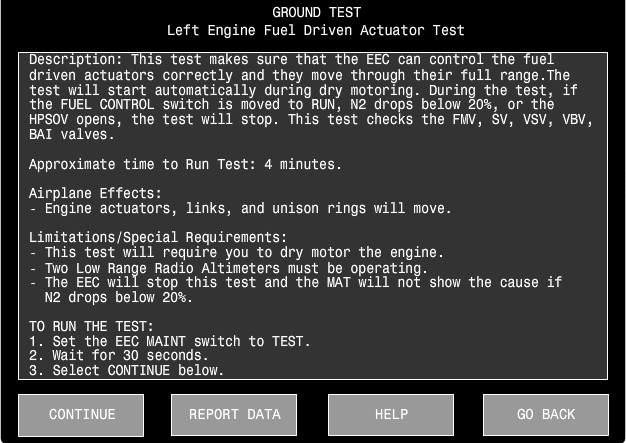 GROUND TEST
Left Engine Fuel Driven Actuator Test
Description: This test makes sure that the EEC can control the fuel
driven actuators correctly and they move through their full range.The
test will start automatically during dry motoring. During the test, if
the FUEL CONTROL switch is moved to RUN, N2 drops below 20%, or the
HPSOV opens, the test will stop. This test checks the FMV, SV, VSV, VBV,
BAI valves.
Approximate time to Run Test: 4 minutes.
Airplane Effects:
- Engine actuators, links, and unison rings will move.
Limitations/Special Requirements:
- This test will require you to dry motor the engine.
- Two Low Range Radio Altimeters must be operating.
- The EEC will stop this test and the MAT will not show the cause if
N2 drops below 20%.
TO RUN THE TEST:
1. Set the EEC MAINT switch to TEST.
2. Wait for 30 seconds.
3. Select CONTINUE below.
CONTINUE REPORT DATA HELP GO BACK